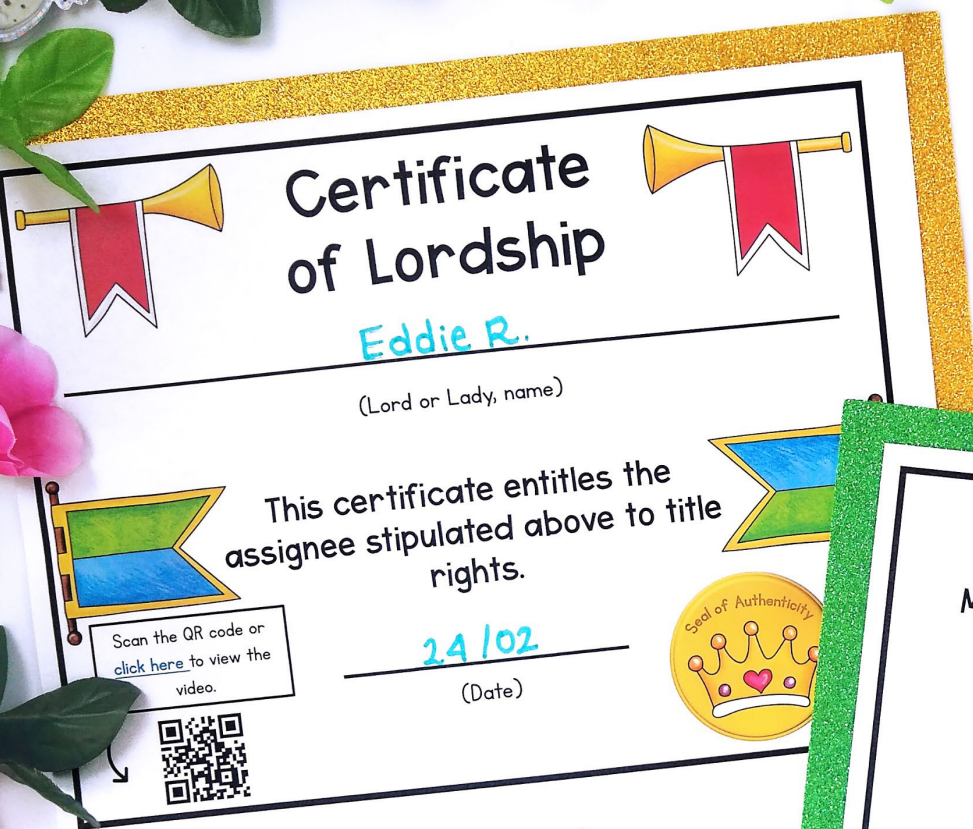 Certificate
of Lordship
Eddie R.
(Lord or Lady, name)
This certificate entitles the
assignee stipulated above to title
rights.
Scan the QR code or
click here to view the
video.
24/02
(Date)
Seal of Authenticity